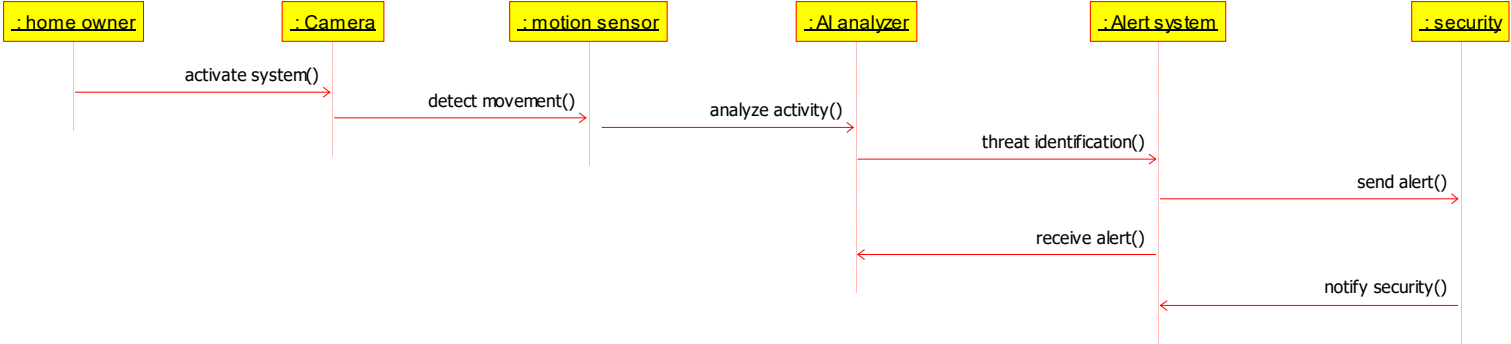 : home owner
: Camera
: motion sensor
: AI analyzer
: Alert system
: security
activate system()
detect movement()
analyze activity()
threat identification()
send alert()
receive alert()
notify security()